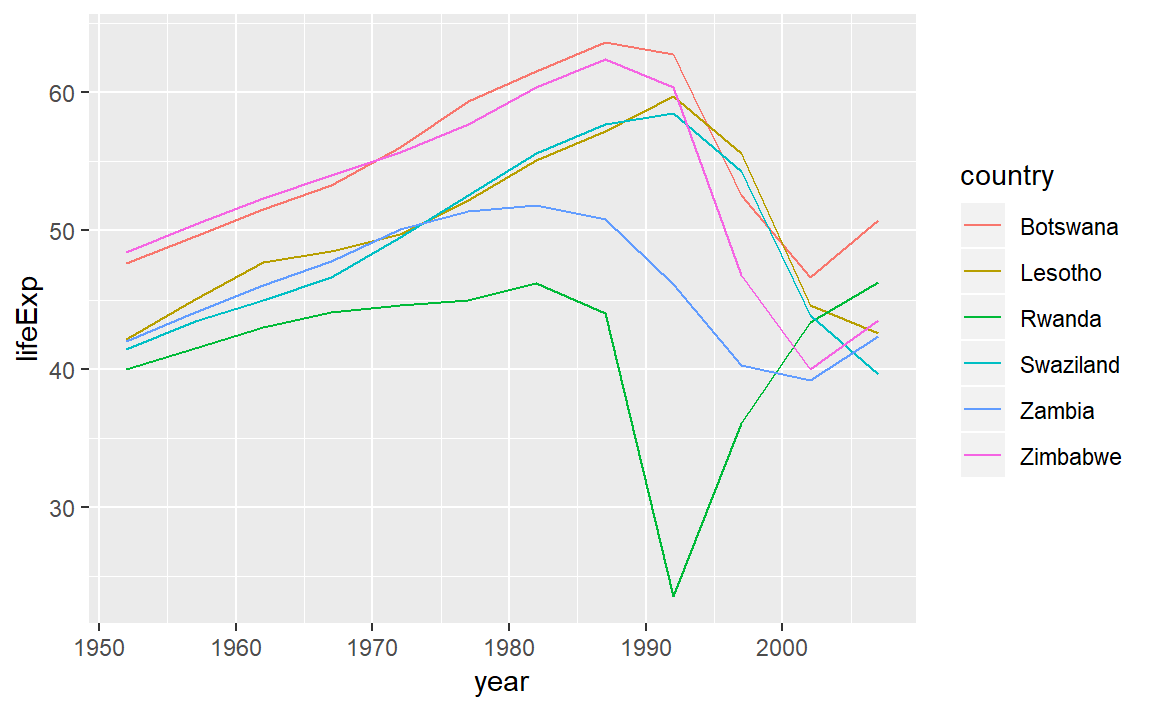 lifeExp
60
50
40
30
1950 1960 1970 1980 1990 2000
year
country
Botswana
Lesotho
Rwanda
Swaziland
Zambia
Zimbabwe